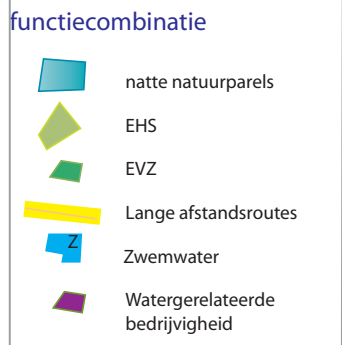 functiecombinatie
natte natuurparels
EHS
EVZ
Lange afstandsroutes
Z
Zwemwater
Watergerelateerde
bedrijvigheid